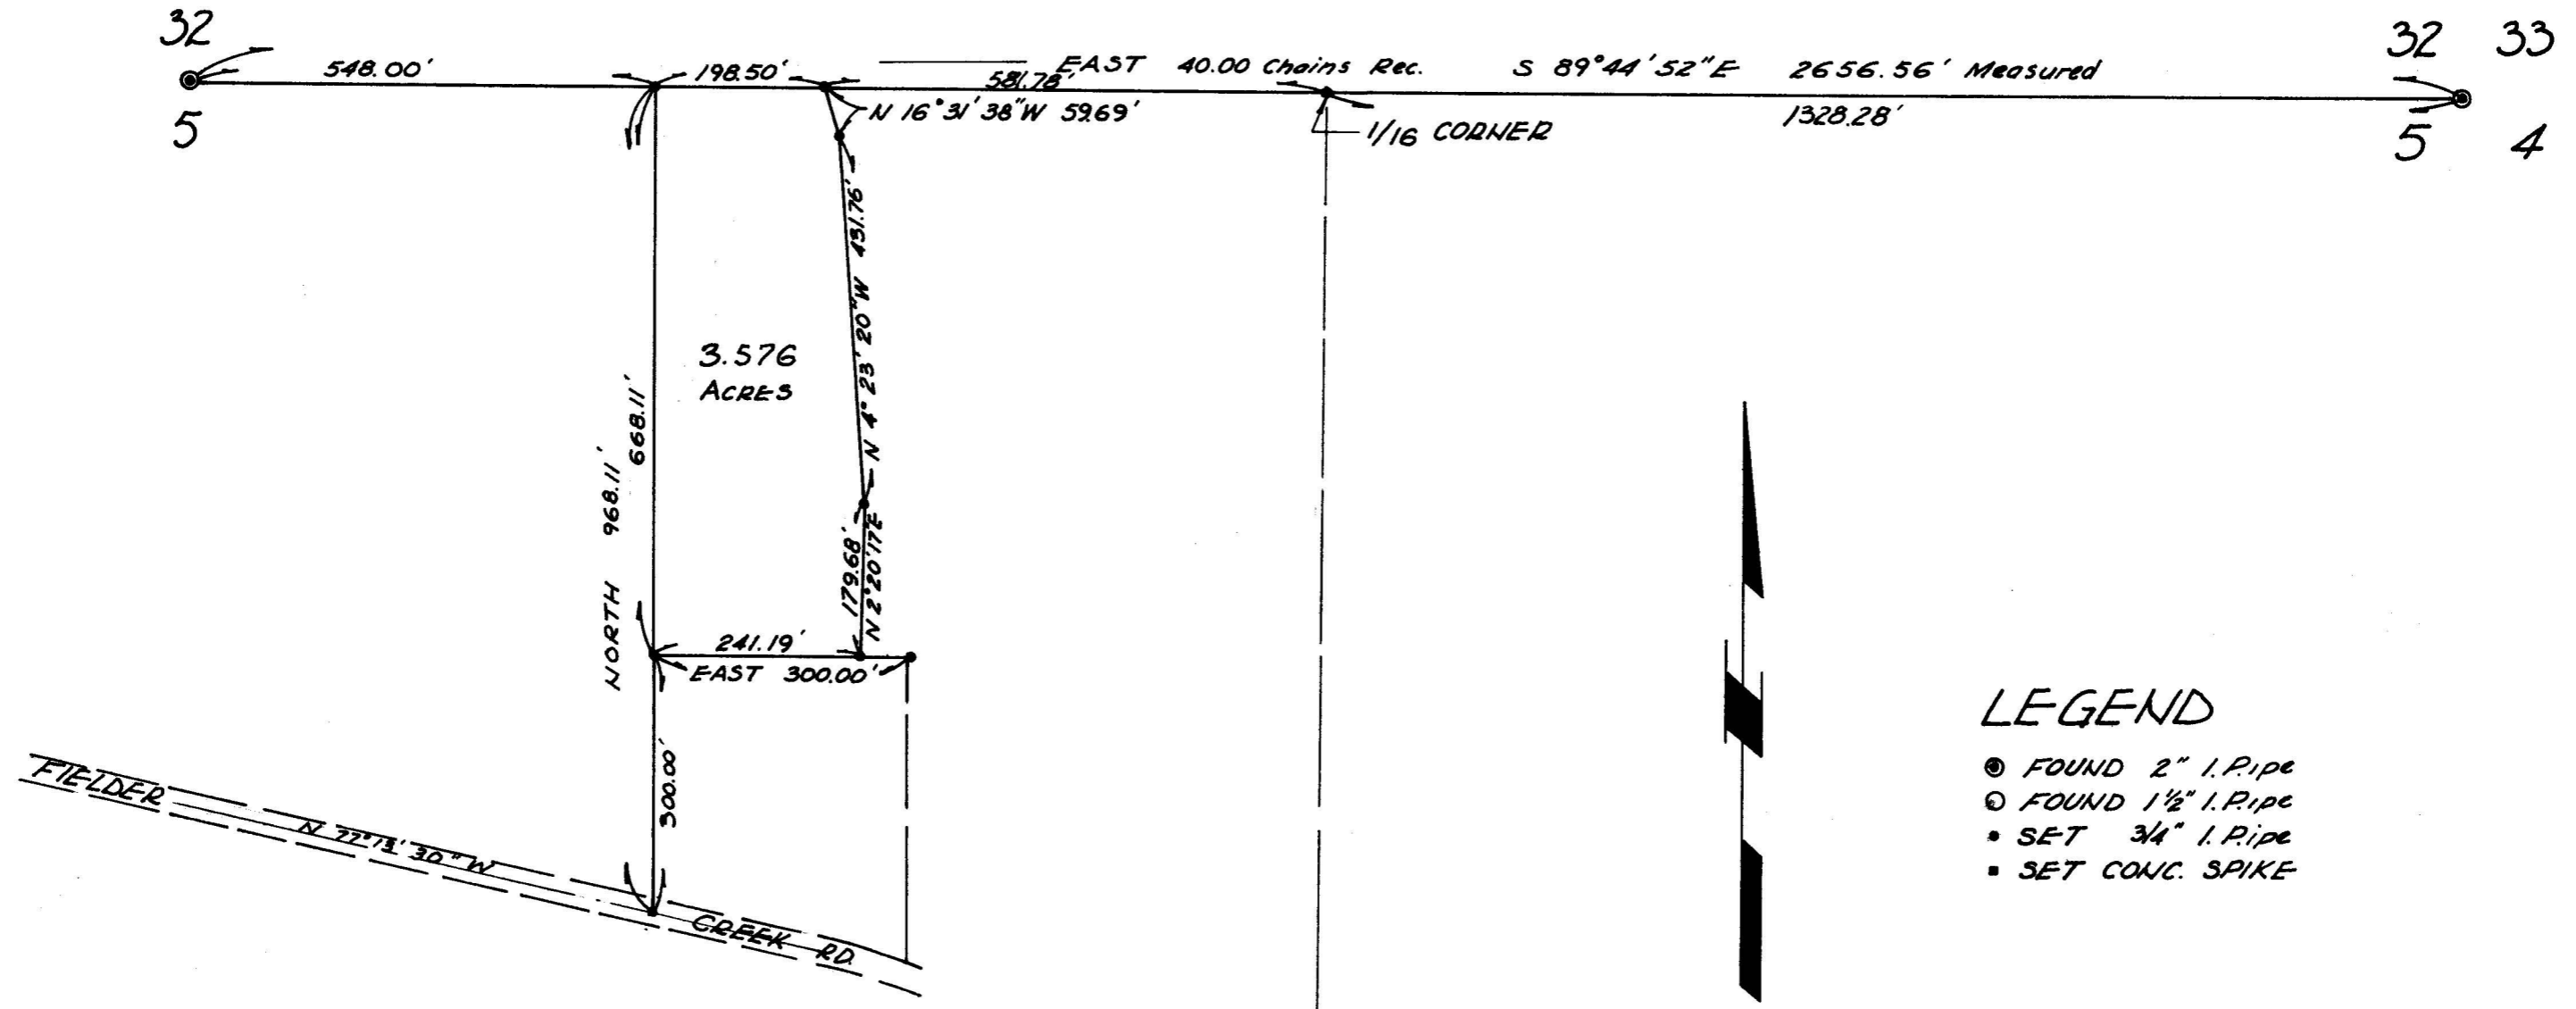 32
32 33
548.00'
198.50'
EAST 40.00 Chains Rec.
S 89°44'52"E 2656.56' Measured
581.78'
1328.28'
N 16°31'38"W 59.69'
1/16 CORNER
5
5 4
N 4° 23' 20"W 431.76'
3.576
ACRES
668.11'
NORTH 968.11'
179.68'
N 2°20'17"E
241.19'
EAST 300.00'
300.00'
FIELDER
N 77°13'30"W
CREEK RD.
LEGEND
FOUND 2" I.Pipe
FOUND 1½" I.Pipe
SET 3/4" I.Pipe
SET CONC. SPIKE